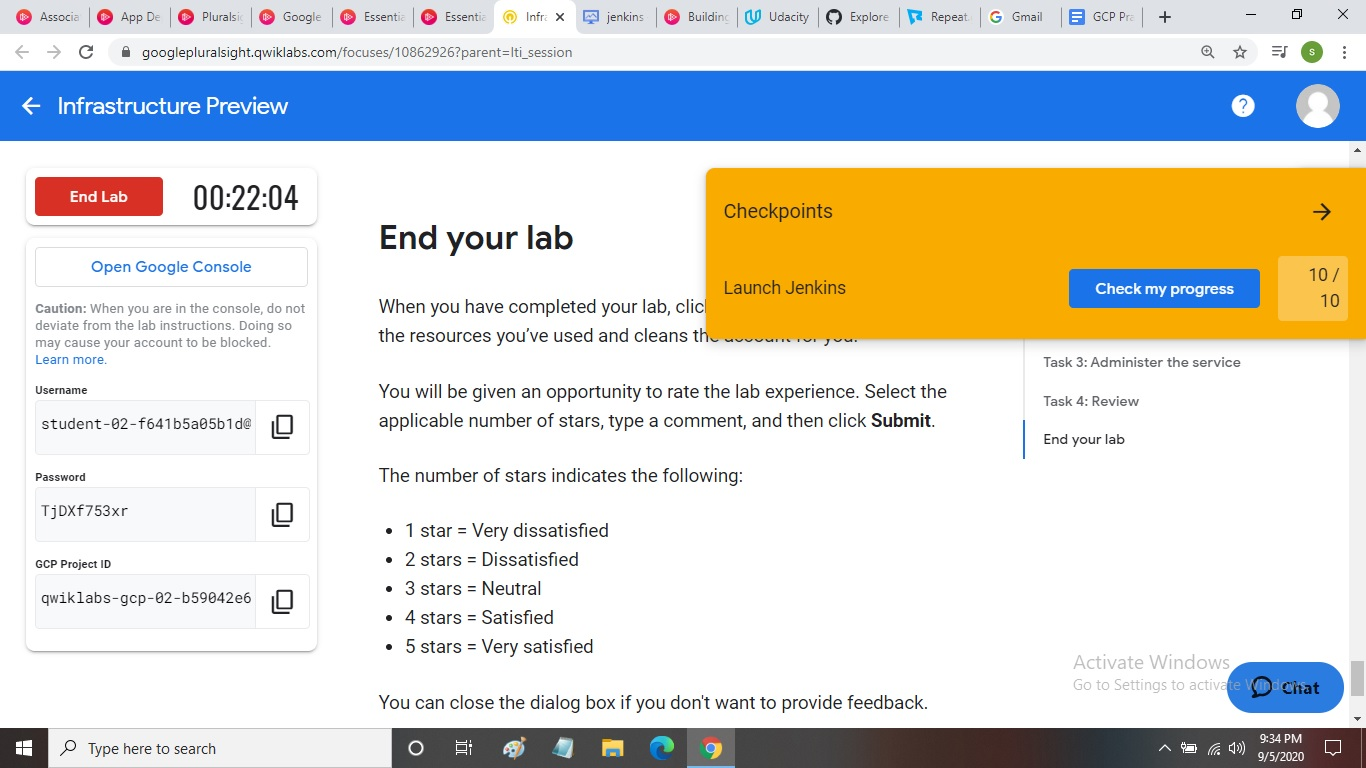 Associa
App De
Pluralsig
Google
Essentia
Essentia
Infra
jenkins
Building
Udacity
Explore
Repeat
Gmail
GCP Pra
googlepluralsight.qwiklabs.com/focuses/10862926?parent=lti_session
s
Infrastructure Preview
?
End Lab
00:22:04
Open Google Console
Caution: When you are in the console, do not
deviate from the lab instructions. Doing so
may cause your account to be blocked.
Learn more.
Username
student-02-f641b5a05b1d@
Password
TjDXf753xr
GCP Project ID
qwiklabs-gcp-02-b59042e6
End your lab
When you have completed your lab, clic
the resources you've used and cleans the account for you.
You will be given an opportunity to rate the lab experience. Select the
applicable number of stars, type a comment, and then click Submit.
The number of stars indicates the following:
• 1 star = Very dissatisfied
• 2 stars = Dissatisfied
• 3 stars = Neutral
• 4 stars = Satisfied
• 5 stars = Very satisfied
You can close the dialog box if you don't want to provide feedback.
Checkpoints
Launch Jenkins
Check my progress
10 /
10
Task 3: Administer the service
Task 4: Review
End your lab
Activate Windows
Go to Settings to activate Windows.
Chat
Type here to search
9:34 PM
9/5/2020